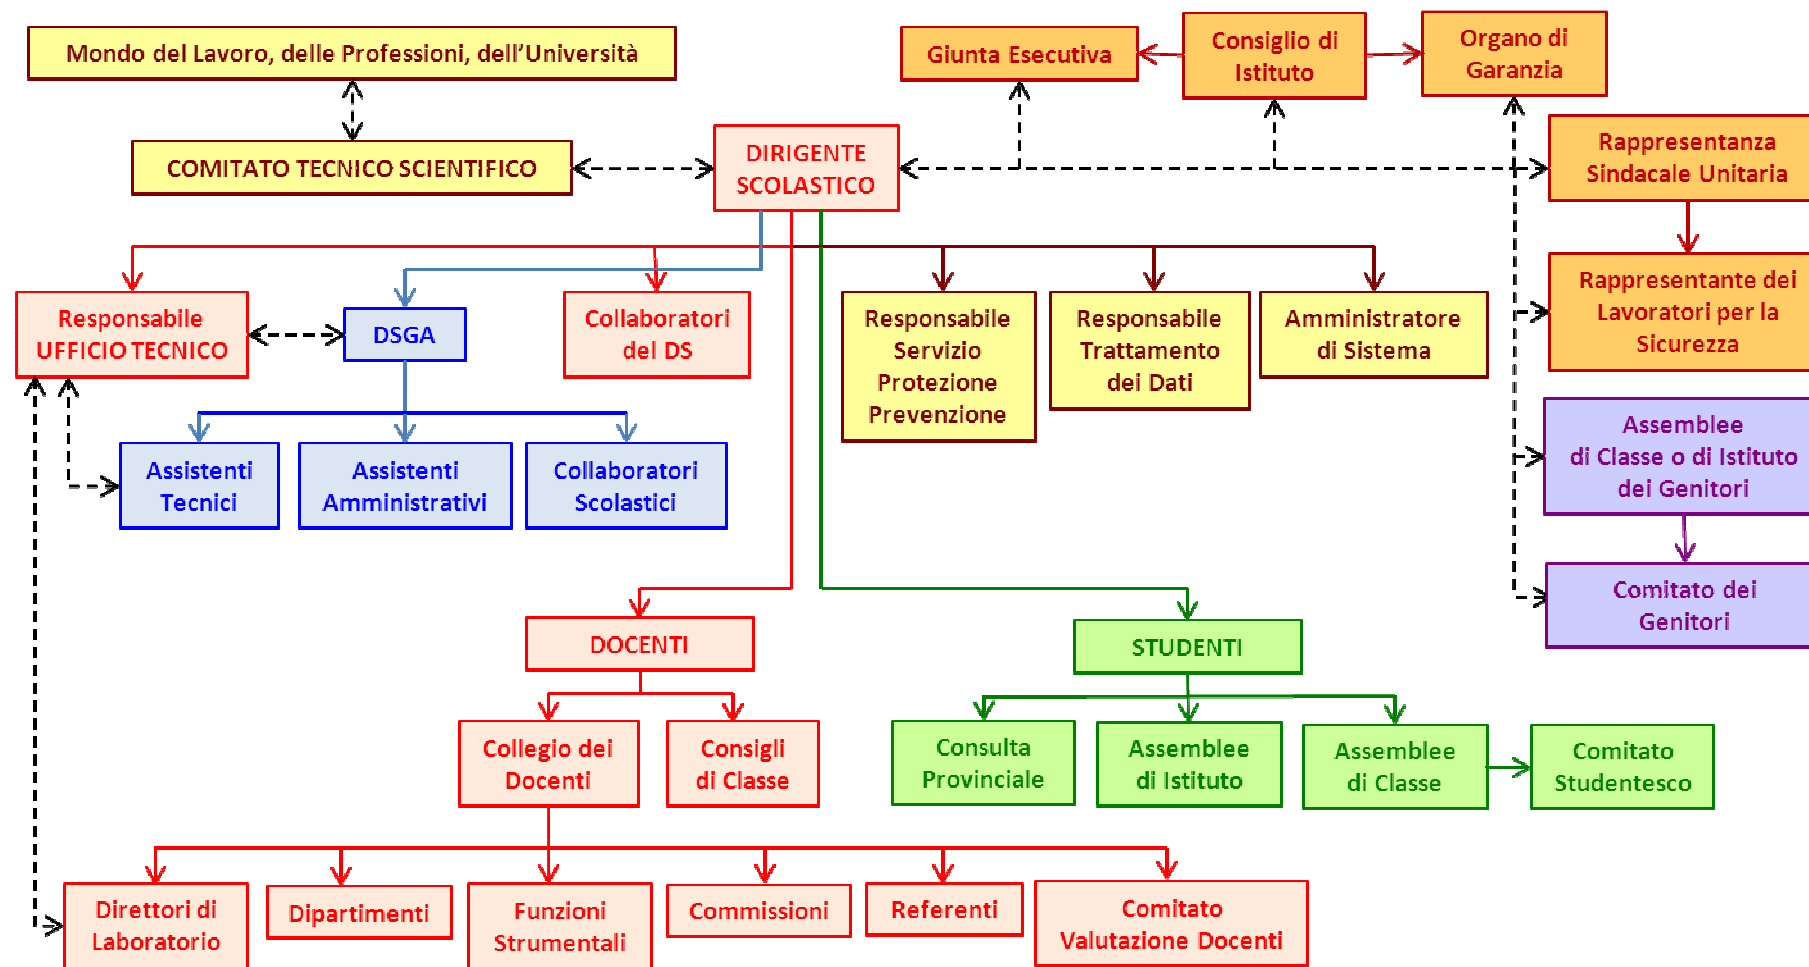 Mondo del Lavoro, delle Professioni, dell’Università
Giunta Esecutiva
Consiglio di
Istituto
Organo di
Garanzia
COMITATO TECNICO SCIENTIFICO
DIRIGENTE
SCOLASTICO
Rappresentanza
Sindacale Unitaria
Responsabile
UFFICIO TECNICO
DSGA
Collaboratori
del DS
Responsabile
Servizio
Protezione
Prevenzione
Responsabile
Trattamento
dei Dati
Amministratore
di Sistema
Rappresentante dei
Lavoratori per la
Sicurezza
Assistenti
Tecnici
Assistenti
Amministrativi
Collaboratori
Scolastici
Assemblee
di Classe o di Istituto
dei Genitori
Comitato dei
Genitori
DOCENTI
STUDENTI
Collegio dei
Docenti
Consigli
di Classe
Consulta
Provinciale
Assemblee
di Istituto
Assemblee
di Classe
Comitato
Studentesco
Direttori di
Laboratorio
Dipartimenti
Funzioni
Strumentali
Commissioni
Referenti
Comitato
Valutazione Docenti